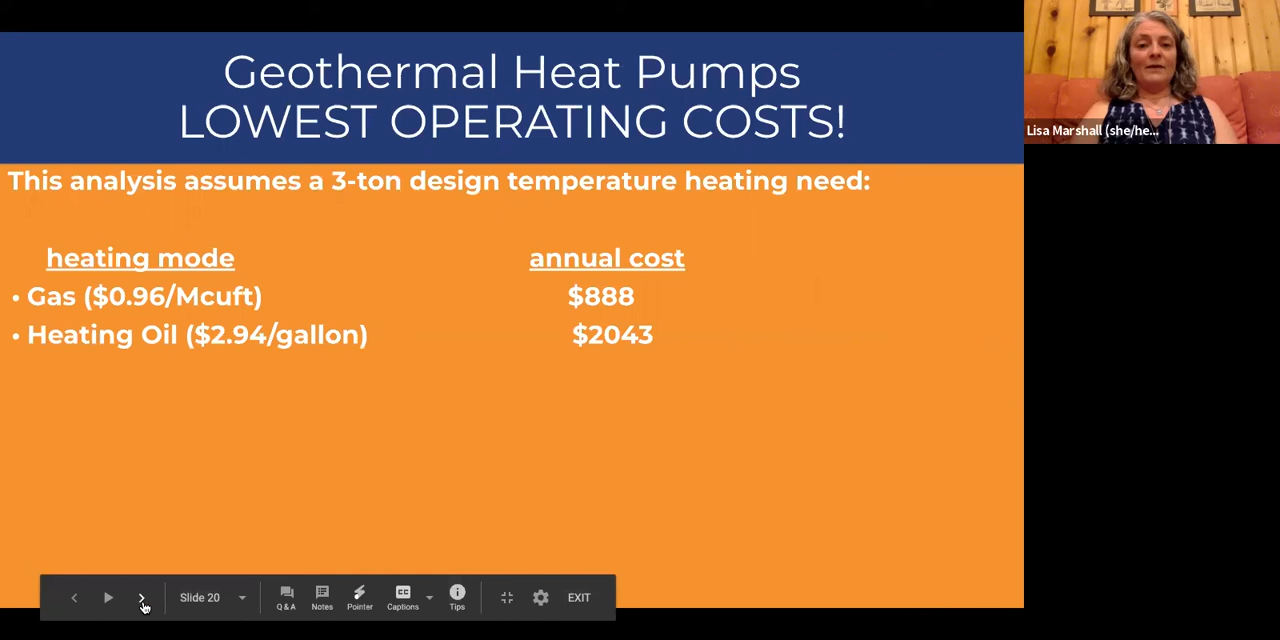 Geothermal Heat Pumps
LOWEST OPERATING COSTS!
This analysis assumes a 3-ton design temperature heating need:
heating mode annual cost
• Gas ($0.96/Mcuft) $888
• Heating Oil ($2.94/gallon) $2043
Lisa Marshall (she/he...
Slide 20 Q & A Notes Pointer CC Captions Tips EXIT